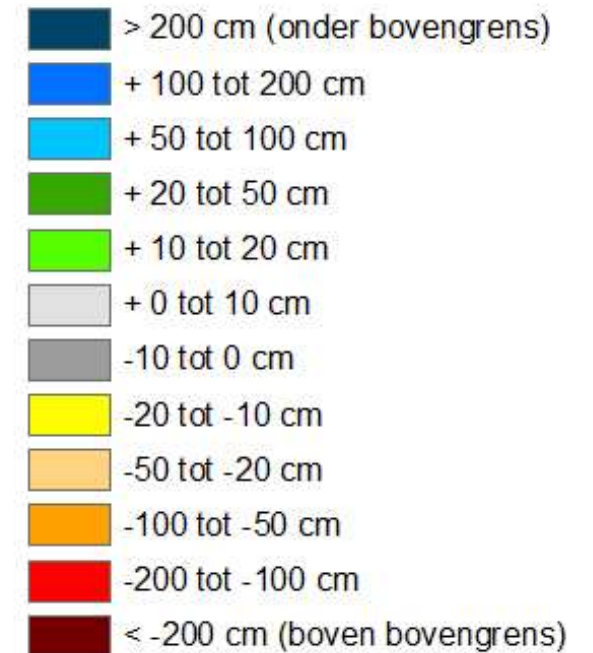 > 200 cm (onder bovengrens)
+ 100 tot 200 cm
+ 50 tot 100 cm
+ 20 tot 50 cm
+ 10 tot 20 cm
+ 0 tot 10 cm
-10 tot 0 cm
-20 tot -10 cm
-50 tot -20 cm
-100 tot -50 cm
-200 tot -100 cm
< -200 cm (boven bovengrens)